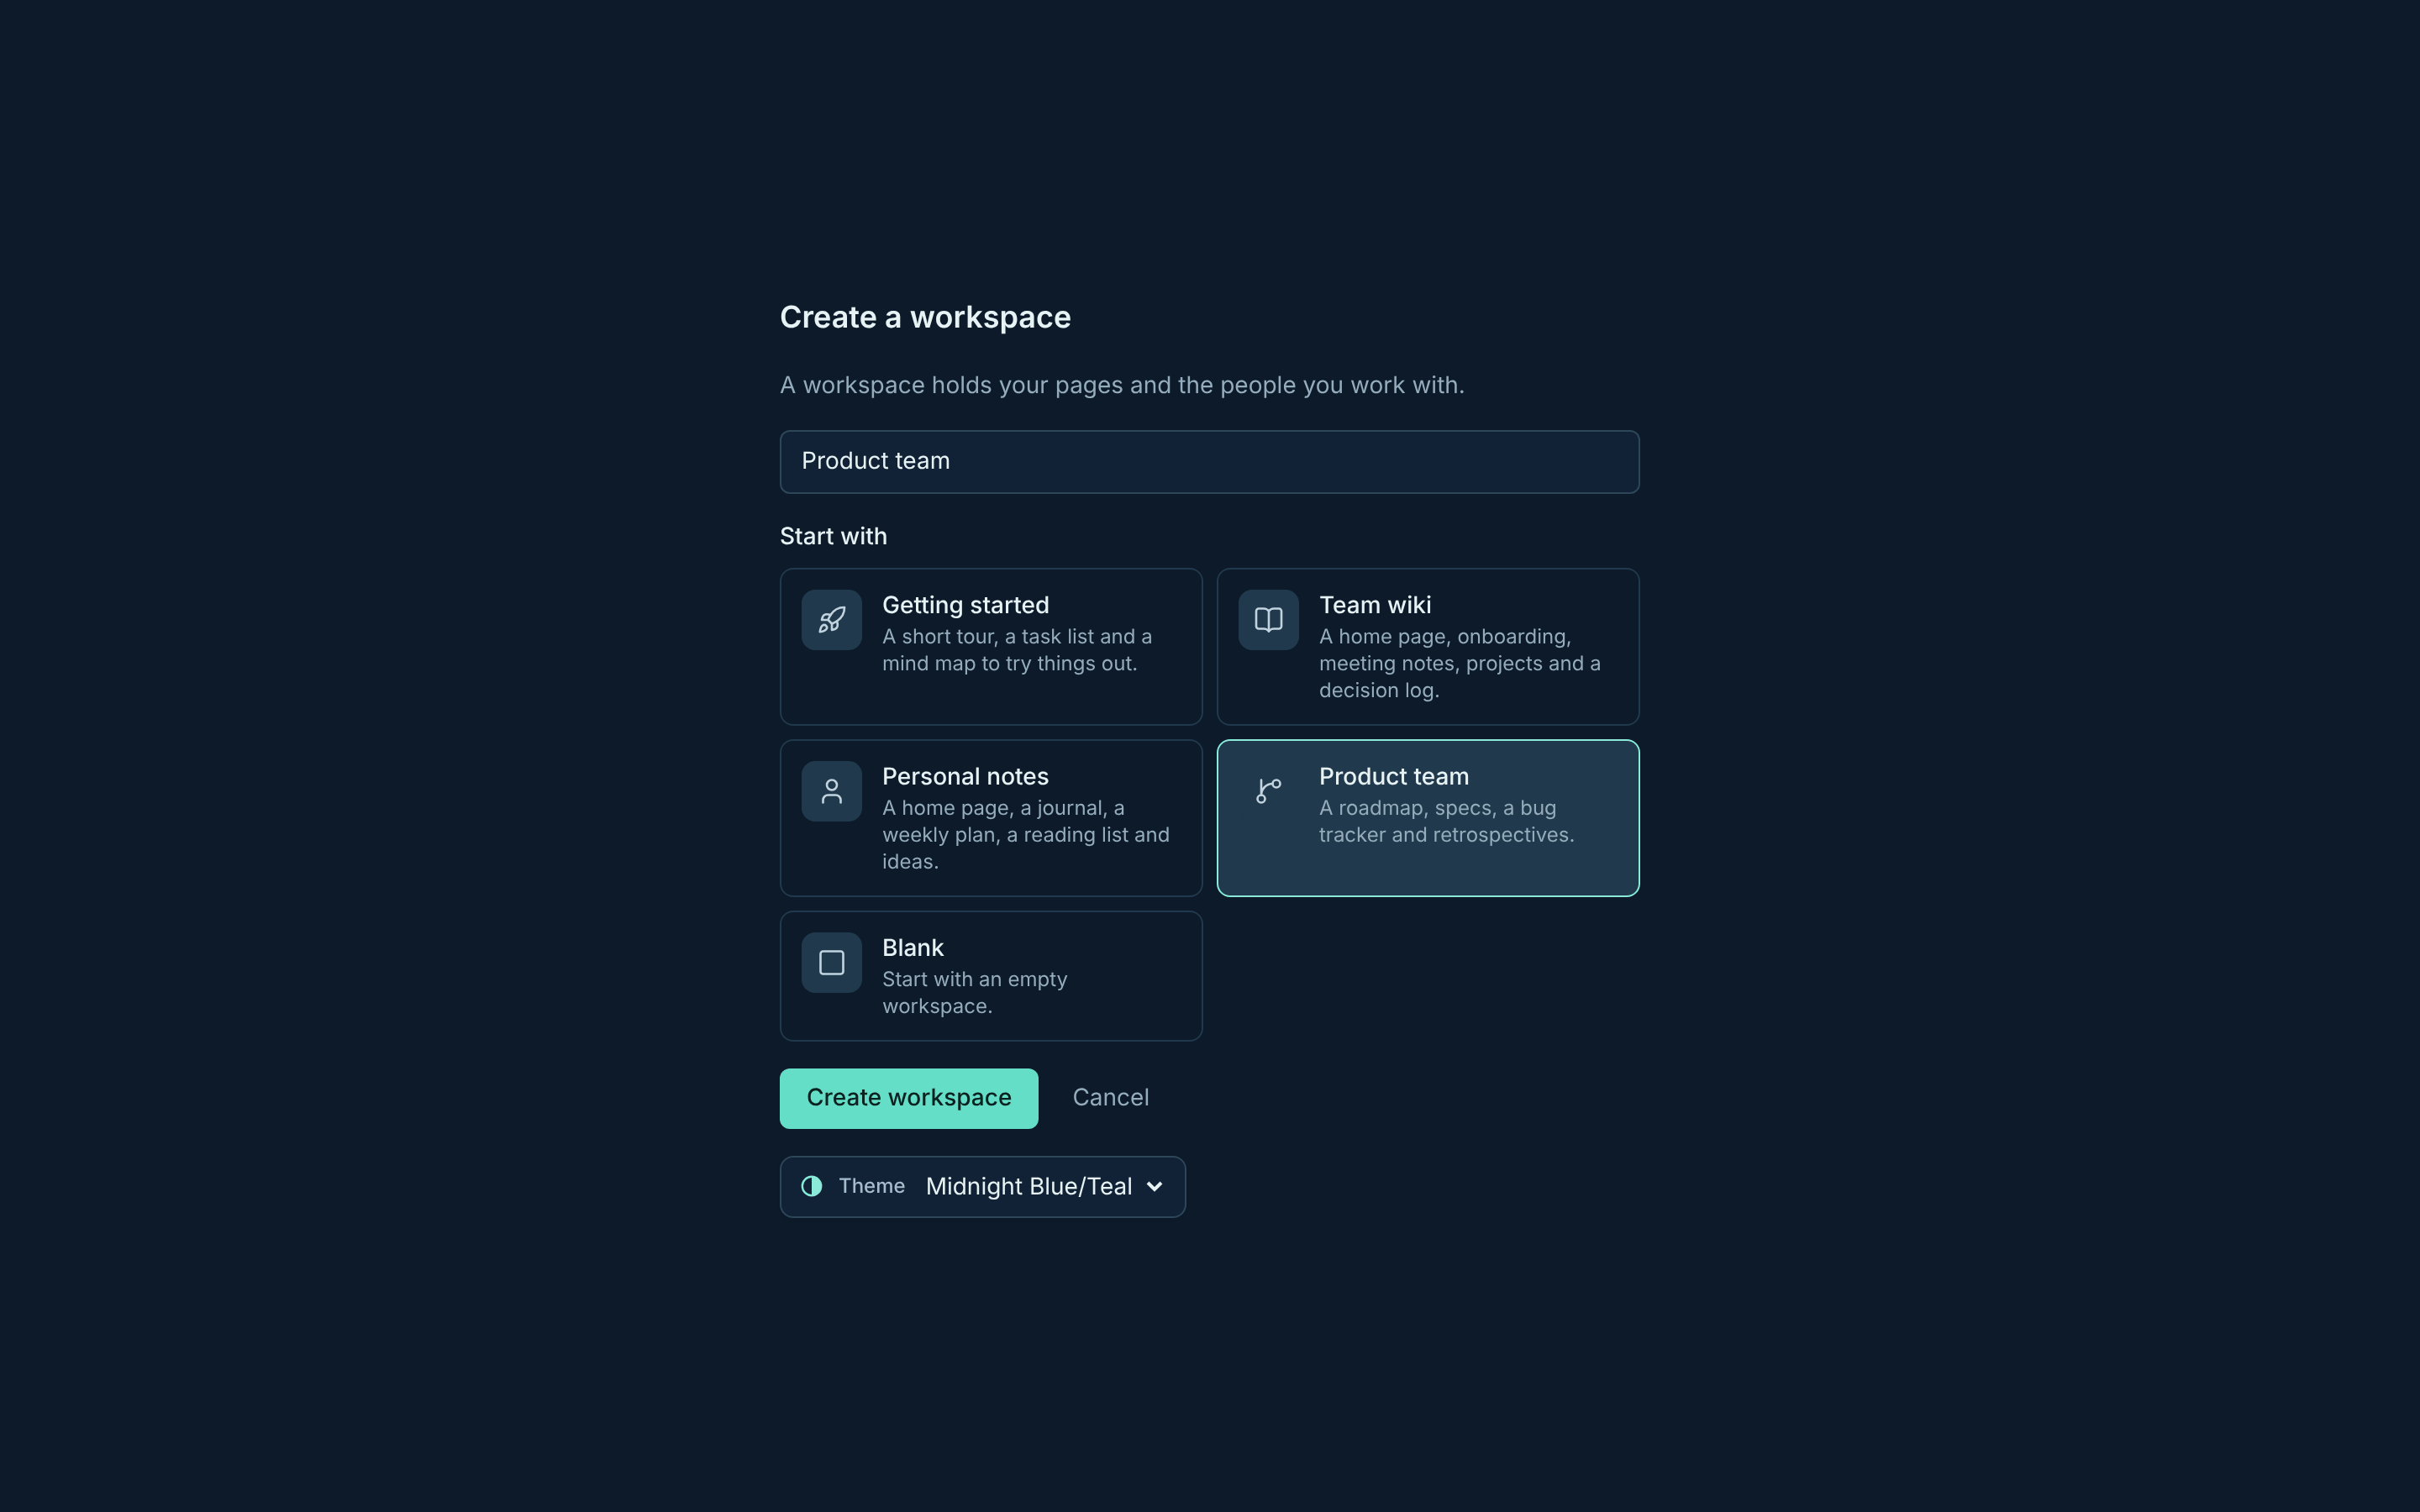 Create a workspace
A workspace holds your pages and the people you work with.
Product team
Start with
Getting started
A short tour, a task list and a
mind map to try things out.
Team wiki
A home page, onboarding,
meeting notes, projects and a
decision log.
Personal notes
A home page, a journal, a
weekly plan, a reading list and
ideas.
Product team
A roadmap, specs, a bug
tracker and retrospectives.
Blank
Start with an empty
workspace.
Create workspace
Cancel
Theme Midnight Blue/Teal